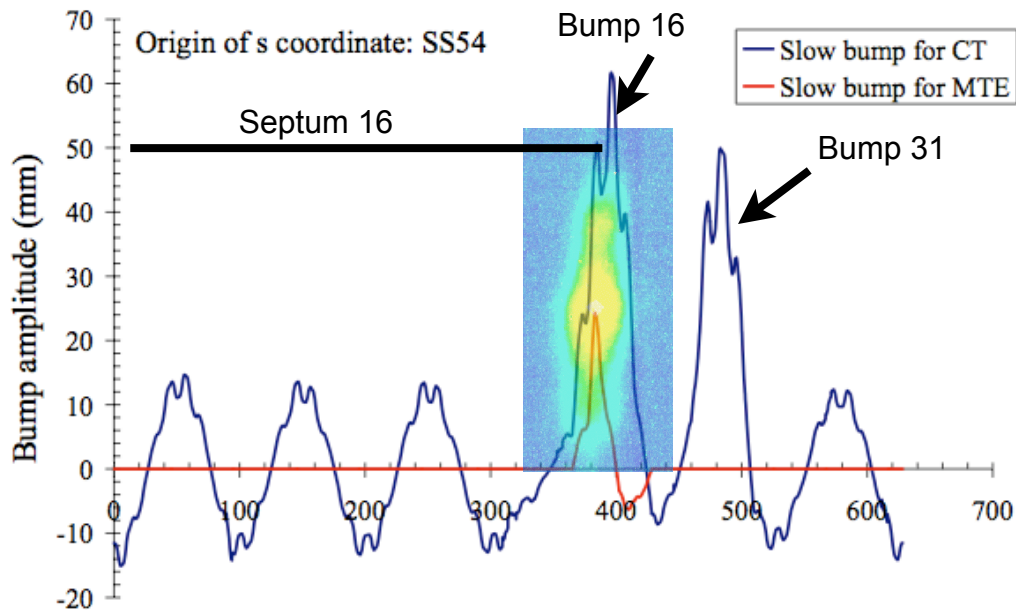 70
60
50
40
30
20
10
0
-10
-20
Bump amplitude (mm)
Origin of s coordinate: SS54
Bump 16
Slow bump for CT
Slow bump for MTE
Septum 16
Bump 31
0 100 200 300 400 500 600 700